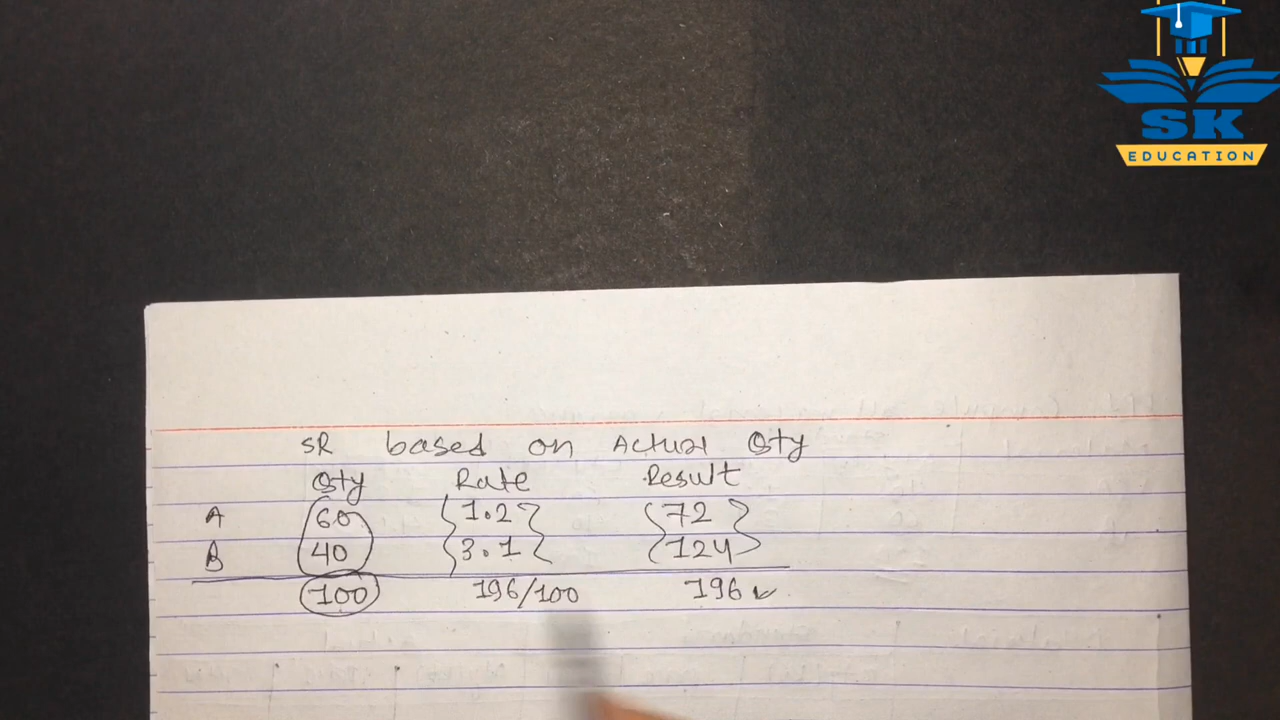 SK
EDUCATION
SR based on Actual Qty
Qty Rate Result
A 60 1.2 72
B 40 3.1 124
100 196/100 196 ✓